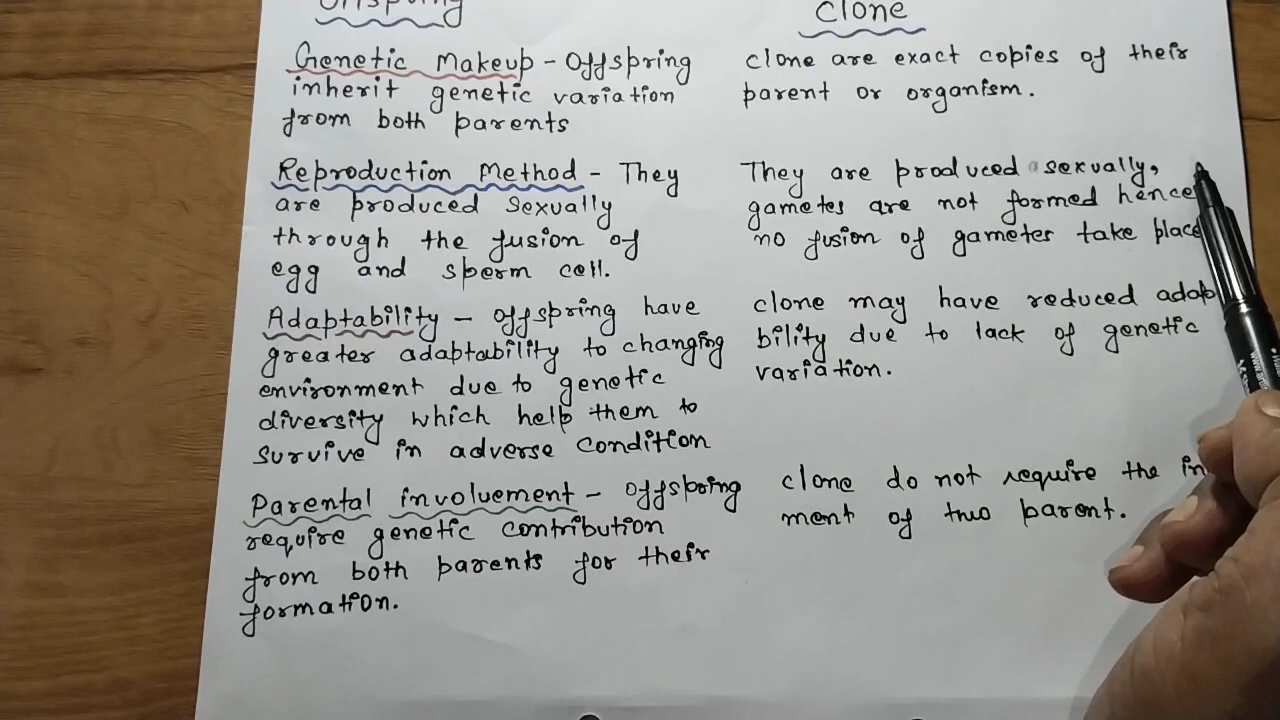 Offspring
Clone
Genetic Makeup - Offspring
inherit genetic variation
from both parents
clone are exact copies of their
parent or organism.
Reproduction Method - They
are produced sexually
through the fusion of
egg and sperm cell.
They are produced sexually,
gametes are not formed hence
no fusion of gametes take place
Adaptability - Offspring have
greater adaptability to changing
environment due to genetic
diversity which help them to
survive in adverse condition
clone may have reduced adap
bility due to lack of genetic
variation.
Parental involvement - Offspring
require genetic contribution
from both parents for their
formation.
clone do not require the in
ment of two parent.